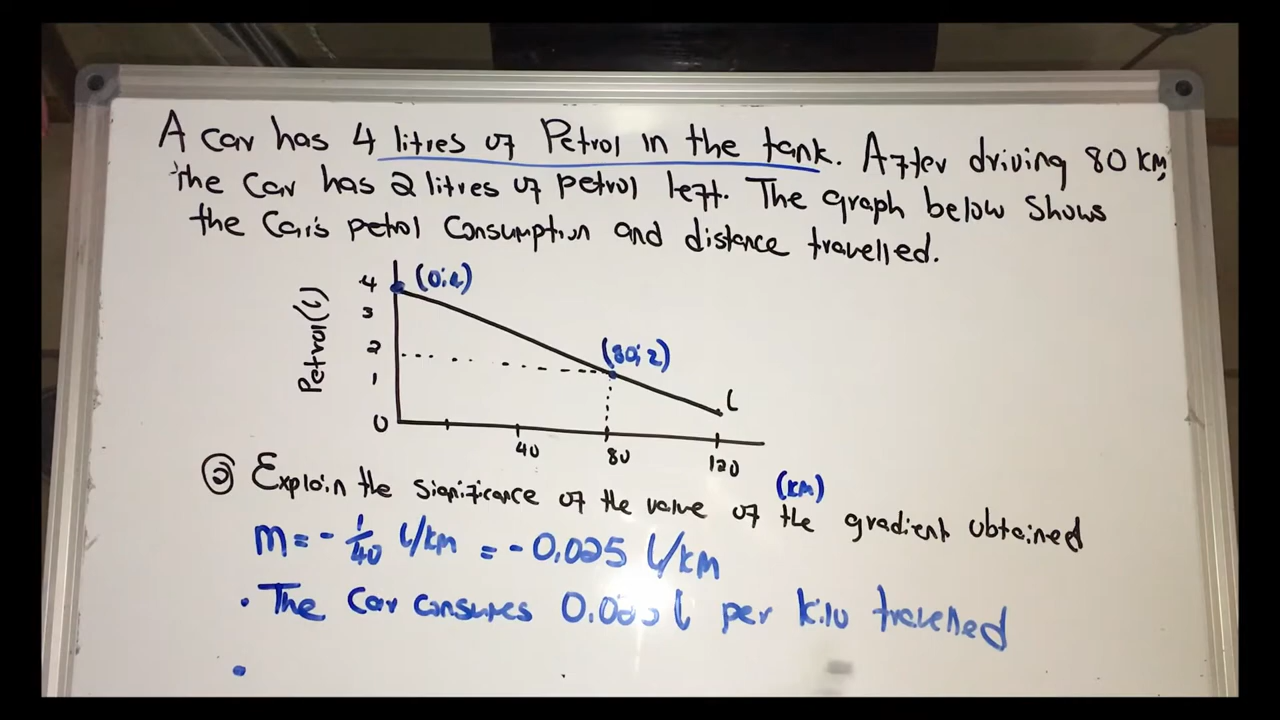 A car has 4 litres of Petrol in the tank. After driving 80 km,
the car has 2 litres of petrol left. The graph below shows
the car's petrol consumption and distance travelled.
4 (0;4)
3
Petrol(l)
2 (80;2)
1
L
0
40 80 120
(km)
② Explain the significance of the value of the gradient obtained
m = - 1/40 l/km = - 0.025 l/km
• The car consumes l per kilo travelled
•